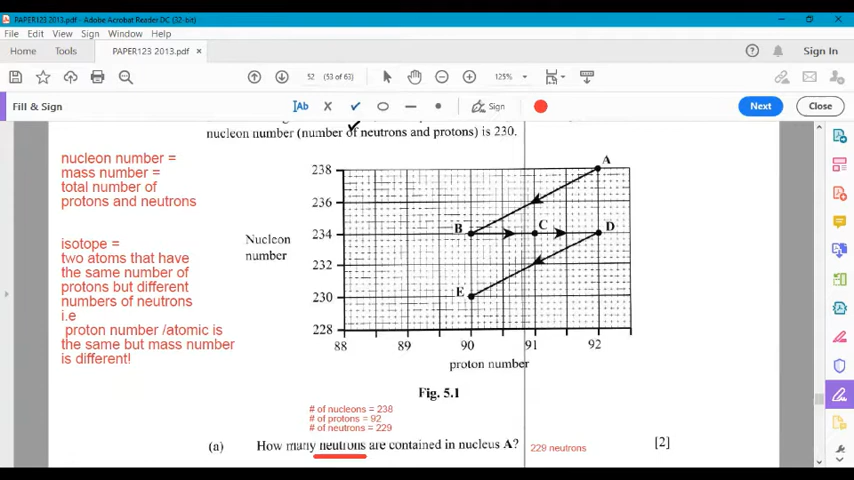 PAPER123 2013.pdf - Adobe Acrobat Reader DC (32-bit)
File Edit View Sign Window Help
Home Tools PAPER123 2013.pdf × Sign In
52 (53 of 63) 125%
Fill & Sign Ab Sign Next Close
nucleon number (number of neutrons and protons) is 230.
nucleon number =
mass number =
total number of
protons and neutrons
isotope =
two atoms that have
the same number of
protons but different
numbers of neutrons
i.e
proton number /atomic is
the same but mass number
is different!
Nucleon
number
238
236
234
232
230
228
A
B
C
D
E
88 89 90 91 92
proton number
Fig. 5.1
# of nucleons = 238
# of protons = 92
# of neutrons = 229
(a) How many neutrons are contained in nucleus A? 229 neutrons [2]